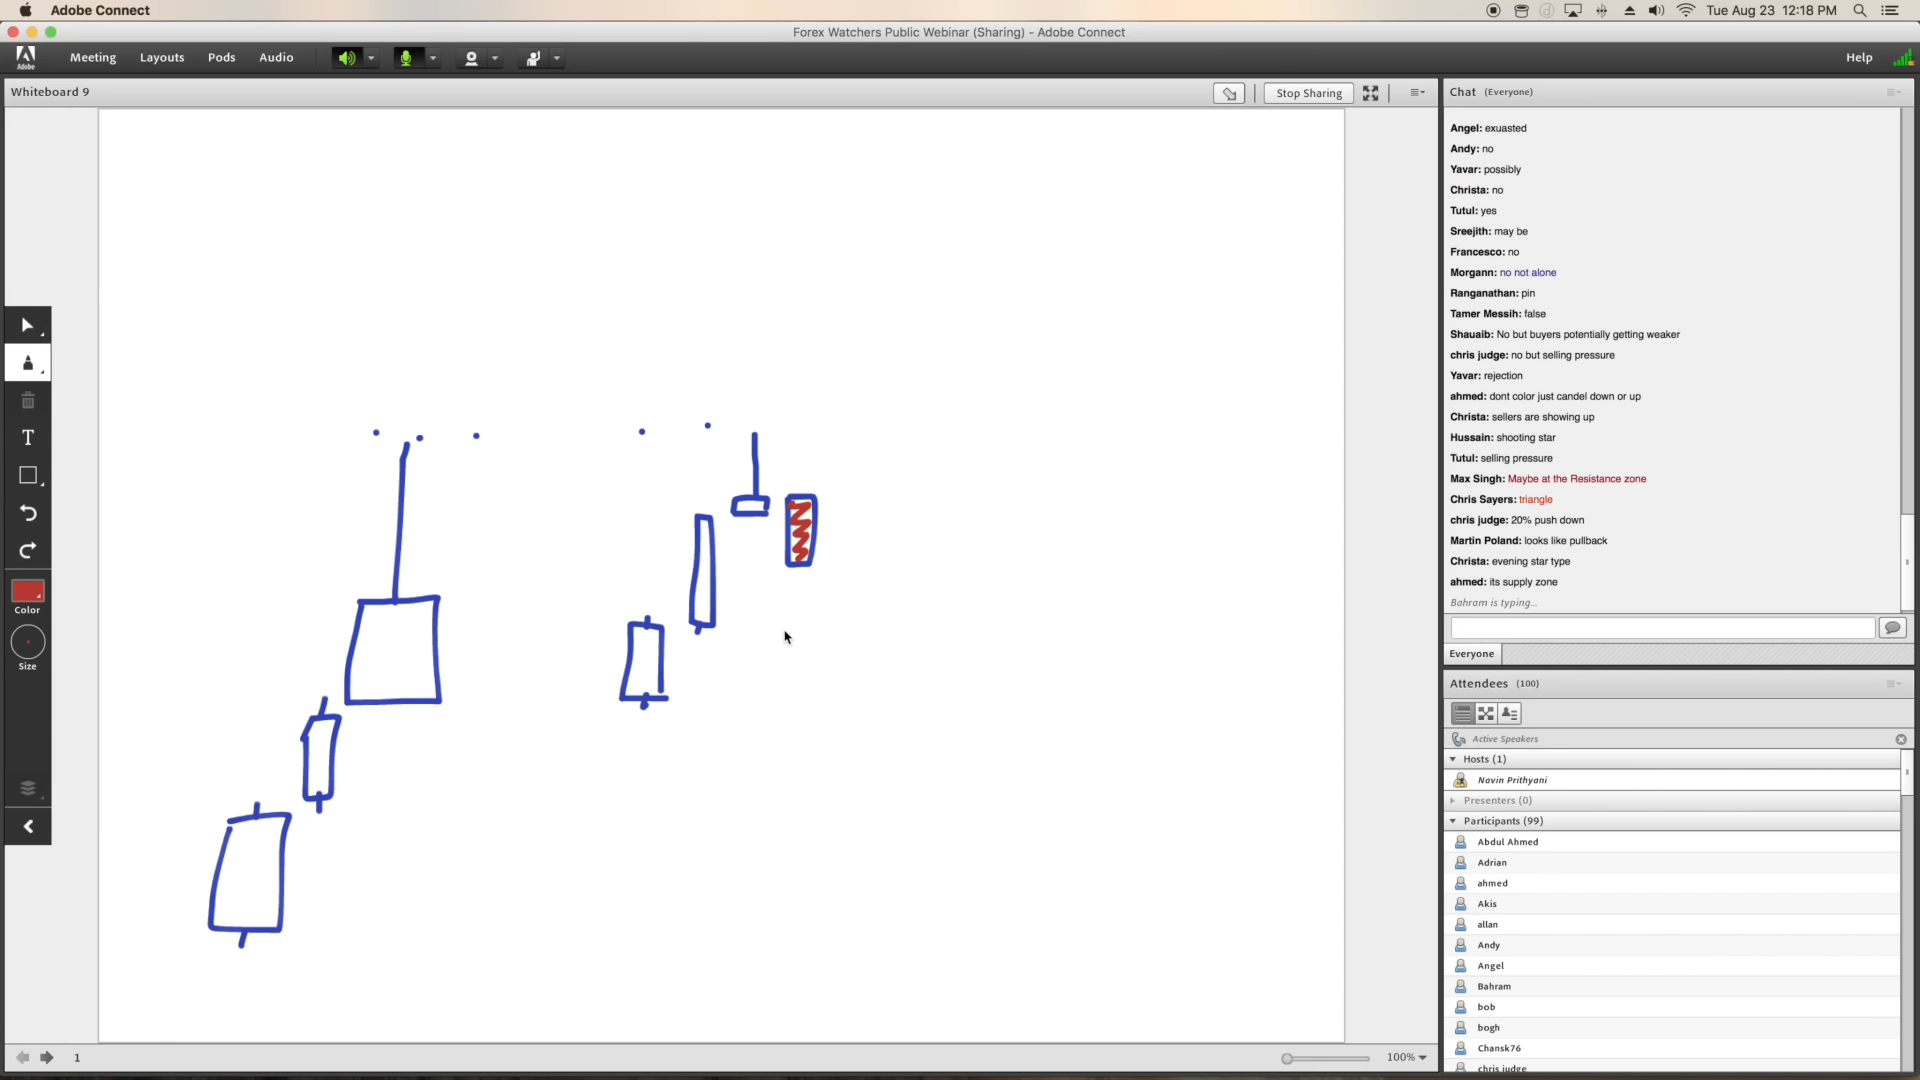 Adobe Connect
Tue Aug 23 12:18 PM
Forex Watchers Public Webinar (Sharing) - Adobe Connect
Adobe
Meeting
Layouts
Pods
Audio
Help
Whiteboard 9
Stop Sharing
T
Color
Size
1
100%
Chat (Everyone)
Angel: exuasted
Andy: no
Yavar: possibly
Christa: no
Tutul: yes
Sreejith: may be
Francesco: no
Morgann: no not alone
Ranganathan: pin
Tamer Messih: false
Shauaib: No but buyers potentially getting weaker
chris judge: no but selling pressure
Yavar: rejection
ahmed: dont color just candel down or up
Christa: sellers are showing up
Hussain: shooting star
Tutul: selling pressure
Max Singh: Maybe at the Resistance zone
Chris Sayers: triangle
chris judge: 20% push down
Martin Poland: looks like pullback
Christa: evening star type
ahmed: its supply zone
Bahram is typing...
Everyone
Attendees (100)
Active Speakers
Hosts (1)
Navin Prithyani
Presenters (0)
Participants (99)
Abdul Ahmed
Adrian
ahmed
Akis
allan
Andy
Angel
Bahram
bob
bogh
Chansk76
chris judge